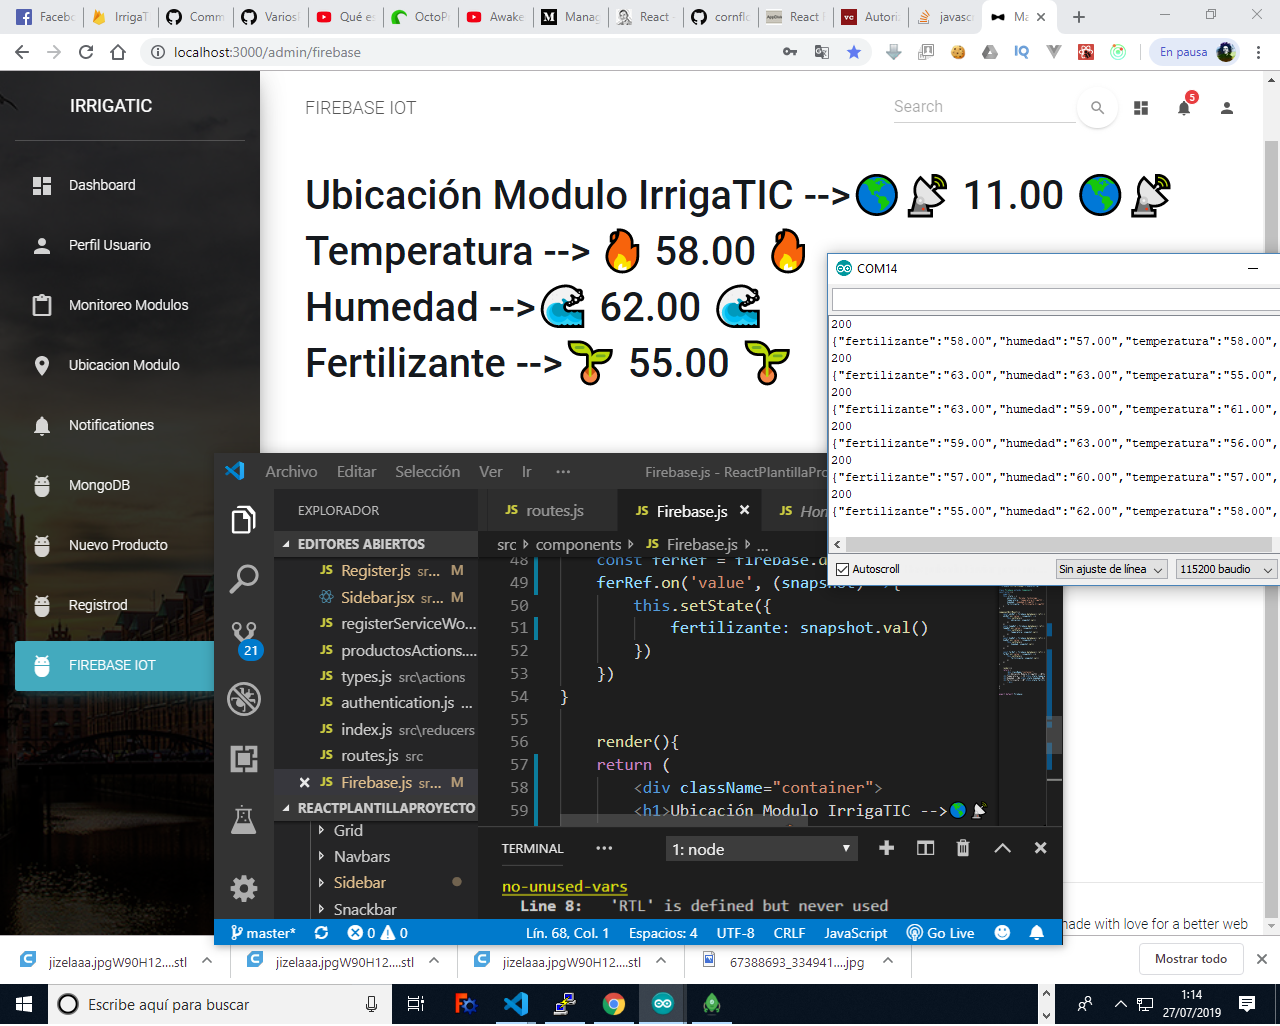 Facebo
IrrigaT
Comm
VariosF
Qué es
OctoPr
Awake
Manag
React
cornflo
React
Autoriz
javasc
Ma
localhost:3000/admin/firebase
En pausa
IRRIGATIC
Dashboard
Perfil Usuario
Monitoreo Modulos
Ubicacion Modulo
Notificationes
MongoDB
Nuevo Producto
Registrod
FIREBASE IOT
FIREBASE IOT
Search
5
Ubicación Modulo IrrigaTIC -->🌎📡 11.00 🌎📡
Temperatura --> 🔥 58.00 🔥
Humedad -->🌊 62.00 🌊
Fertilizante -->🌱 55.00 🌱
COM14
200
{"fertilizante":"58.00","humedad":"57.00","temperatura":"58.00",
200
{"fertilizante":"63.00","humedad":"63.00","temperatura":"55.00",
200
{"fertilizante":"63.00","humedad":"59.00","temperatura":"61.00",
200
{"fertilizante":"59.00","humedad":"63.00","temperatura":"56.00",
200
{"fertilizante":"57.00","humedad":"60.00","temperatura":"57.00",
200
{"fertilizante":"55.00","humedad":"62.00","temperatura":"58.00",
Autoscroll
Sin ajuste de línea
115200 baudio
Archivo Editar Selección Ver Ir ··· Firebase.js - ReactPlantillaPro
EXPLORADOR
EDITORES ABIERTOS
JS Register.js sr... M
Sidebar.jsx sr... M
JS registerServiceWo...
JS productosActions....
JS types.js src\actions
JS authentication.js ...
JS index.js src\reducers
JS routes.js src
JS Firebase.js sr... M
REACTPLANTILLAPROYECTO
Grid
Navbars
Sidebar
Snackbar
21
JS routes.js
JS Firebase.js
JS Hom
src components JS Firebase.js ...
48 const ferRef = firebase.d
49 ferRef.on('value', (snapshot)
50 this.setState({
51 fertilizante: snapshot.val()
52 })
53 })
54 }
55
56 render(){
57 return (
58 <div className="container">
59 <h1>Ubicación Modulo IrrigaTIC -->🌎📡
TERMINAL ··· 1: node
no-unused-vars
Line 8: 'RTL' is defined but never used
master* 0 0 Lín. 68, Col. 1 Espacios: 4 UTF-8 CRLF JavaScript Go Live
made with love for a better web
jizelaaa.jpgW90H12....stl
jizelaaa.jpgW90H12....stl
jizelaaa.jpgW90H12....stl
67388693_334941....jpg
Mostrar todo
Escribe aquí para buscar
1:14
27/07/2019